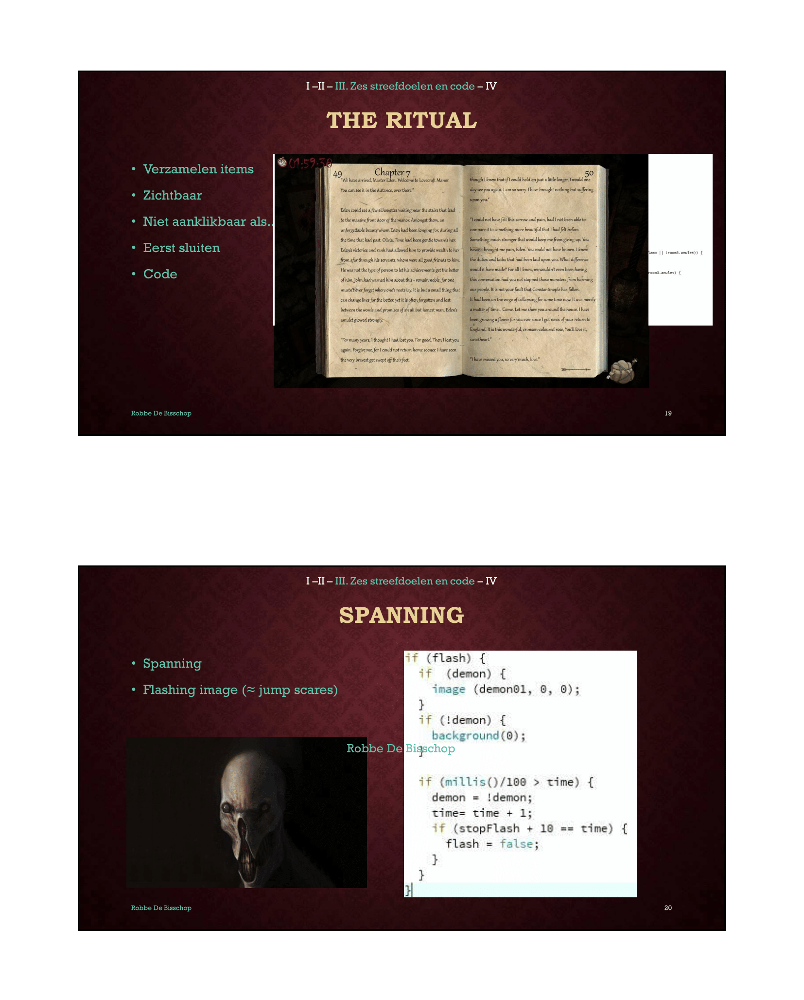 I –II – III. Zes streefdoelen en code – IV
THE RITUAL
• Verzamelen items
• Zichtbaar
• Niet aanklikbaar als..
• Eerst sluiten
• Code
01:59:38
49 Chapter 7
"We have arrived, Master Eden. Welcome to Lovecraft Manor.
You can see it in the distance, over there."
Eden could see a few silhouettes waiting near the stairs that lead
to the massive front door of the manor. Amongst them, an
unforgettable beauty whom Eden had been longing for, during all
the time that had past. Olivia. Time had been gentle towards her.
Eden's victories and rank had allowed him to provide wealth to her
from afar through his servants, whom were all good friends to him.
He was not the type of person to let his achievements get the better
of him. John had warned him about this - remain noble, for one
mustn't ever forget where one's roots lay. It is but a small thing that
can change lives for the better, yet it is often forgotten and lost
between the words and promises of an all but honest man. Eden's
amulet glowed strongly.
"For many years, I thought I had lost you. For good. Then I lost you
again. Forgive me, for I could not return home sooner. I have seen
the very bravest get swept off their feet,
50
though I knew that if I could hold on just a little longer, I would one
day see you again. I am so sorry. I have brought nothing but suffering
upon you."
"I could not have felt this sorrow and pain, had I not been able to
compare it to something more beautiful that I had felt before.
Something much stronger that would keep me from giving up. You
haven't brought me pain, Eden. You could not have known. I knew
the duties and tasks that had been laid upon you. What difference
would it have made? For all I know, we wouldn't even been having
this conversation had you not stopped those monsters from harming
our people. It is not your fault that Constantinople has fallen.
It had been on the verge of collapsing for some time now. It was merely
a matter of time... Come. Let me show you around the house. I have
been growing a flower for you ever since I got news of your return to
England. It is this wonderful, crimson-coloured rose, You'll love it,
sweetheart."
"I have missed you, so very much, love."
lamp || !room3.amulet)) {
room3.amulet) {
Robbe De Bisschop
19
I –II – III. Zes streefdoelen en code – IV
SPANNING
• Spanning
• Flashing image (≈ jump scares)
if (flash) {
if (demon) {
image (demon01, 0, 0);
}
if (!demon) {
background(0);
}
Robbe De Bisschop
if (millis()/100 > time) {
demon = !demon;
time= time + 1;
if (stopFlash + 10 == time) {
flash = false;
}
}
}
Robbe De Bisschop
20